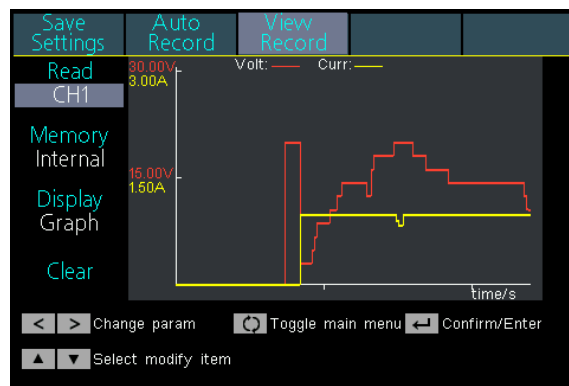 Save Settings
Auto Record
View Record
Read
CH1
Memory
Internal
Display
Graph
Clear
30.00V
3.00A
Volt:
Curr:
15.00V
1.50A
time/s
< > Change param
Toggle main menu
Confirm/Enter
▲ ▼ Select modify item